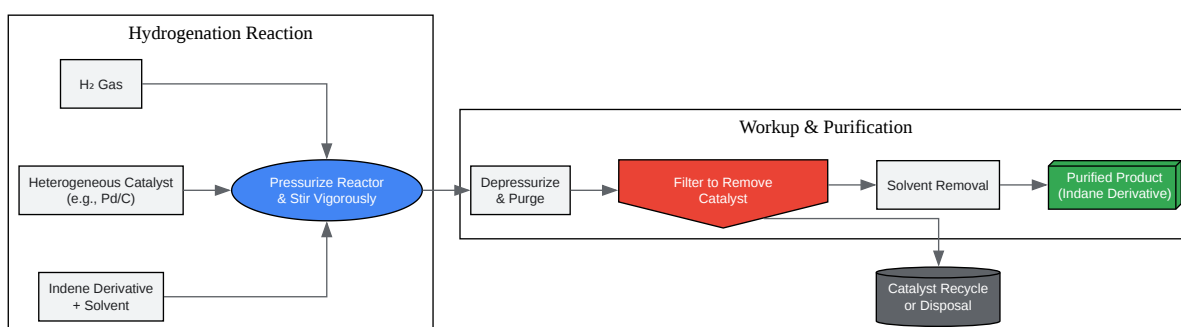 Hydrogenation Reaction
H₂ Gas
Heterogeneous Catalyst
(e.g., Pd/C)
Indene Derivative
+ Solvent
Pressurize Reactor
& Stir Vigorously
Workup & Purification
Depressurize
& Purge
Filter to Remove
Catalyst
Solvent Removal
Purified Product
(Indane Derivative)
Catalyst Recycle
or Disposal